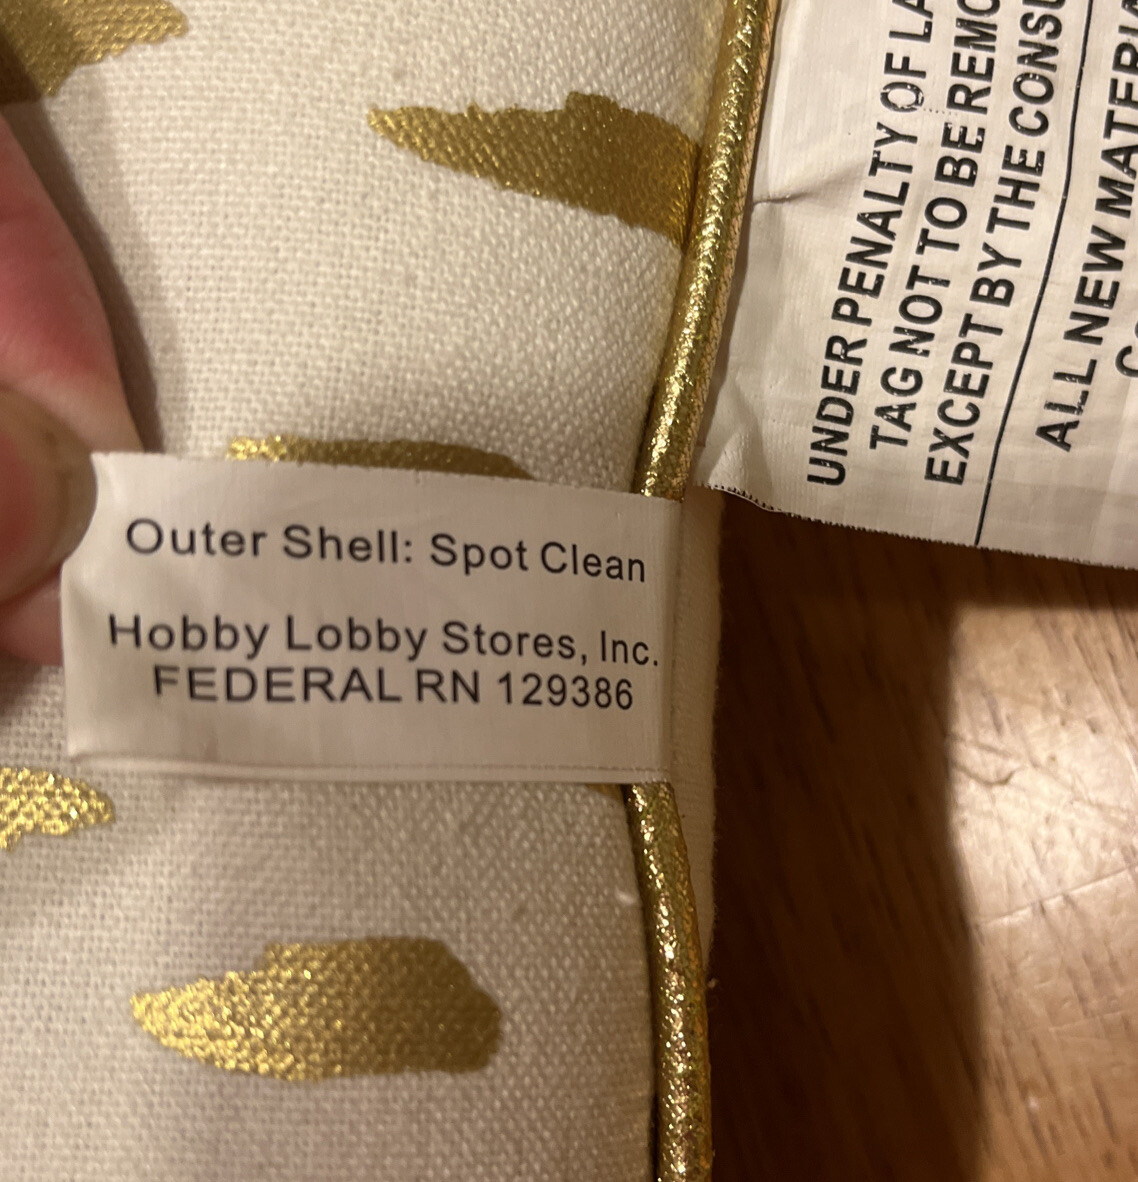 Outer Shell: Spot Clean
Hobby Lobby Stores, Inc.
FEDERAL RN 129386
UNDER PENALTY OF
TAG NOT TO BE
EXCEPT BY THE
ALL NEW